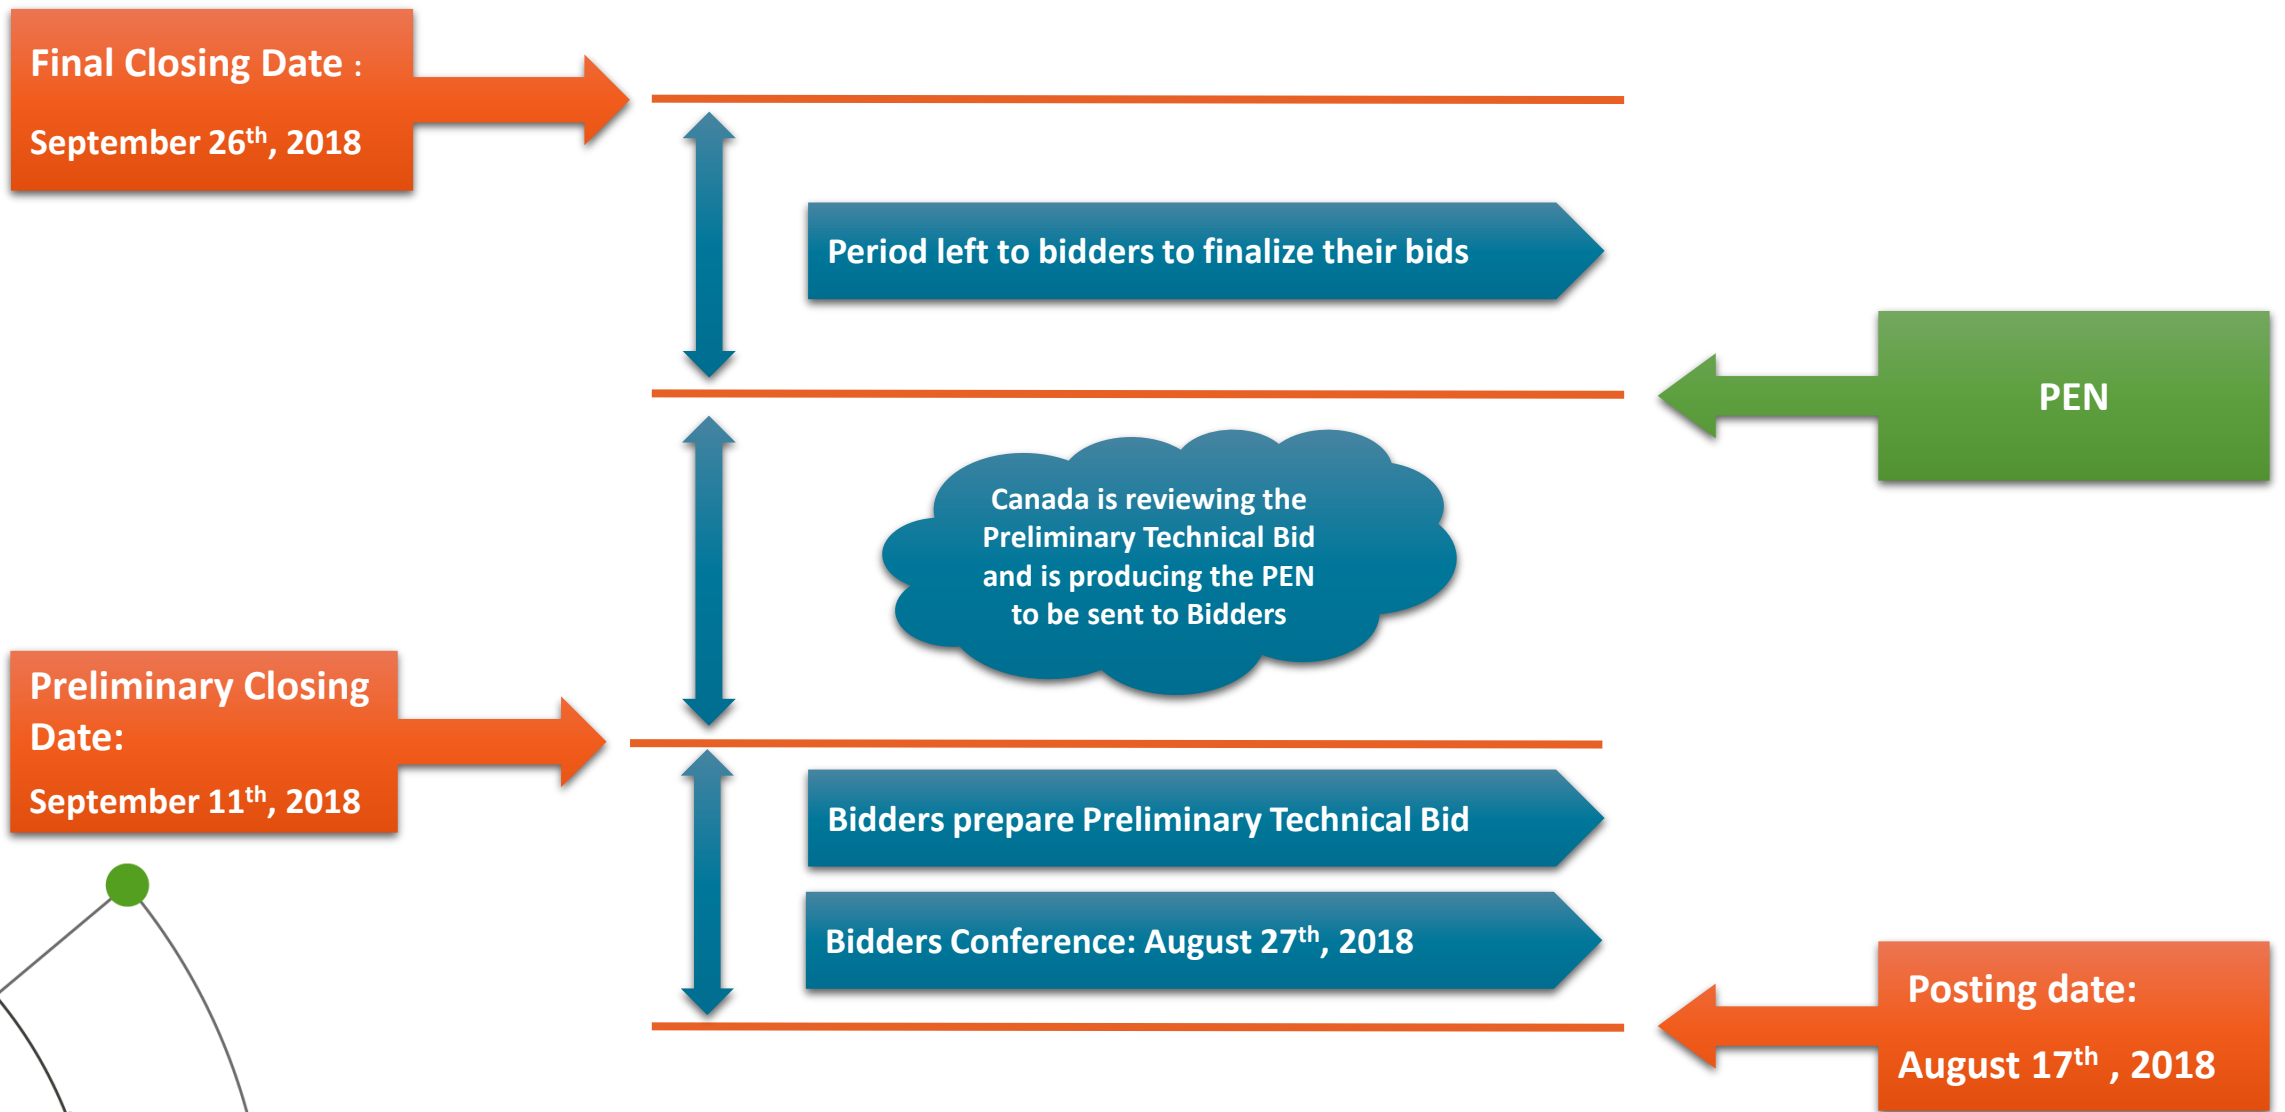 Final Closing Date :
September 26th, 2018
Period left to bidders to finalize their bids
PEN
Canada is reviewing the
Preliminary Technical Bid
and is producing the PEN
to be sent to Bidders
Preliminary Closing
Date:
September 11th, 2018
Bidders prepare Preliminary Technical Bid
Bidders Conference: August 27th, 2018
Posting date:
August 17th , 2018